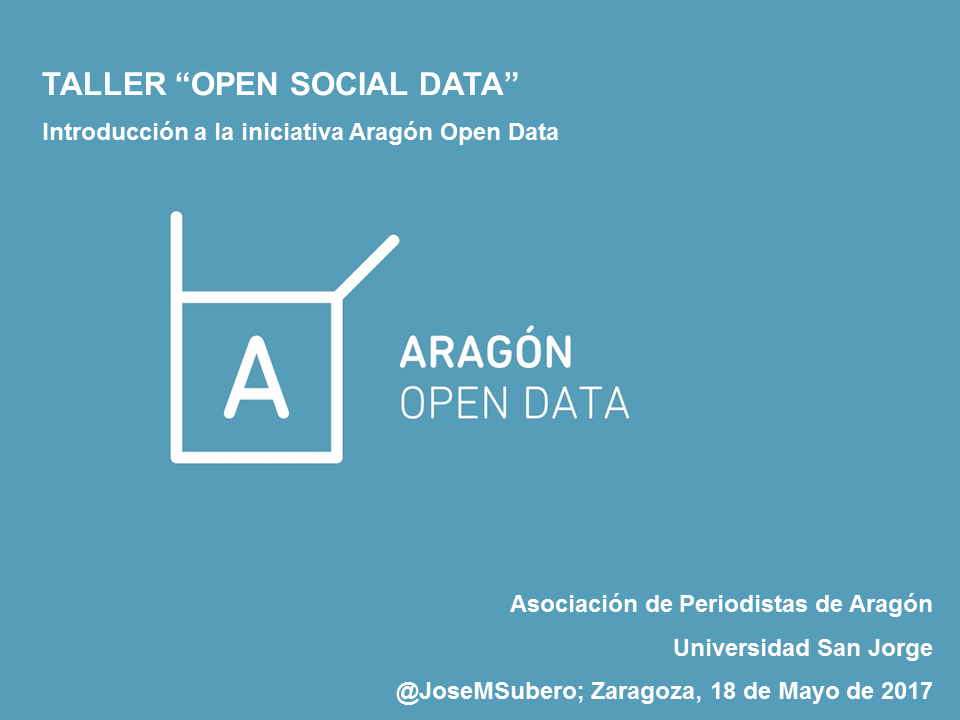 TALLER “OPEN SOCIAL DATA”
Introducción a la iniciativa Aragón Open Data
A
ARAGÓN
OPEN DATA
Asociación de Periodistas de Aragón
Universidad San Jorge
@JoseMSubero; Zaragoza, 18 de Mayo de 2017